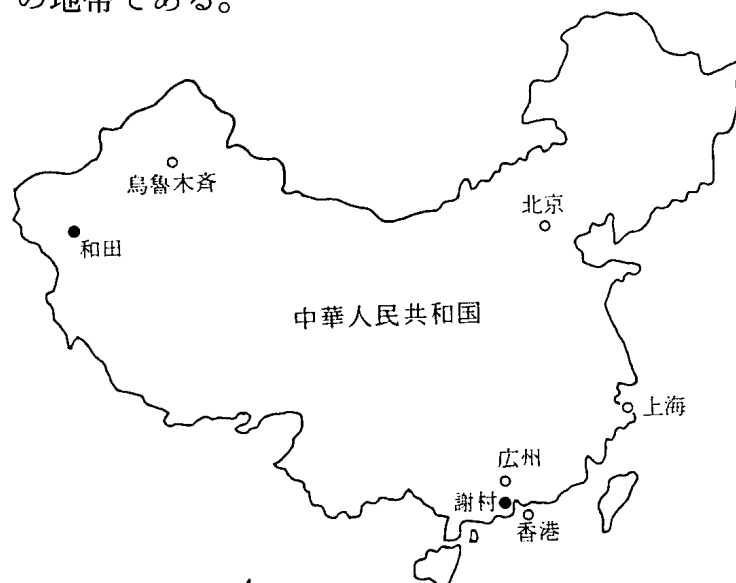 の地帯である。
烏魯木斉
北京
和田
中華人民共和国
上海
広州
謝村
香港